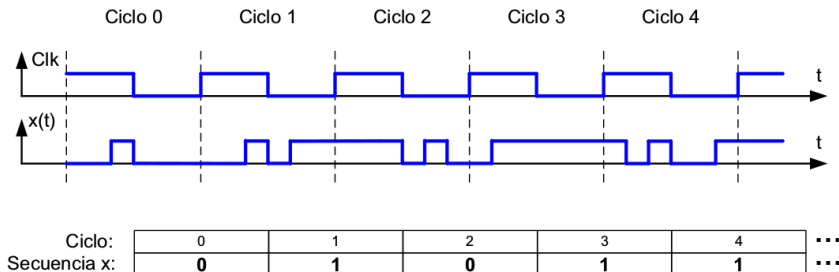 Ciclo 0 Ciclo 1 Ciclo 2 Ciclo 3 Ciclo 4
Clk t
x(t) t
Ciclo: 0 1 2 3 4 ...
Secuencia x: 0 1 0 1 1 ...